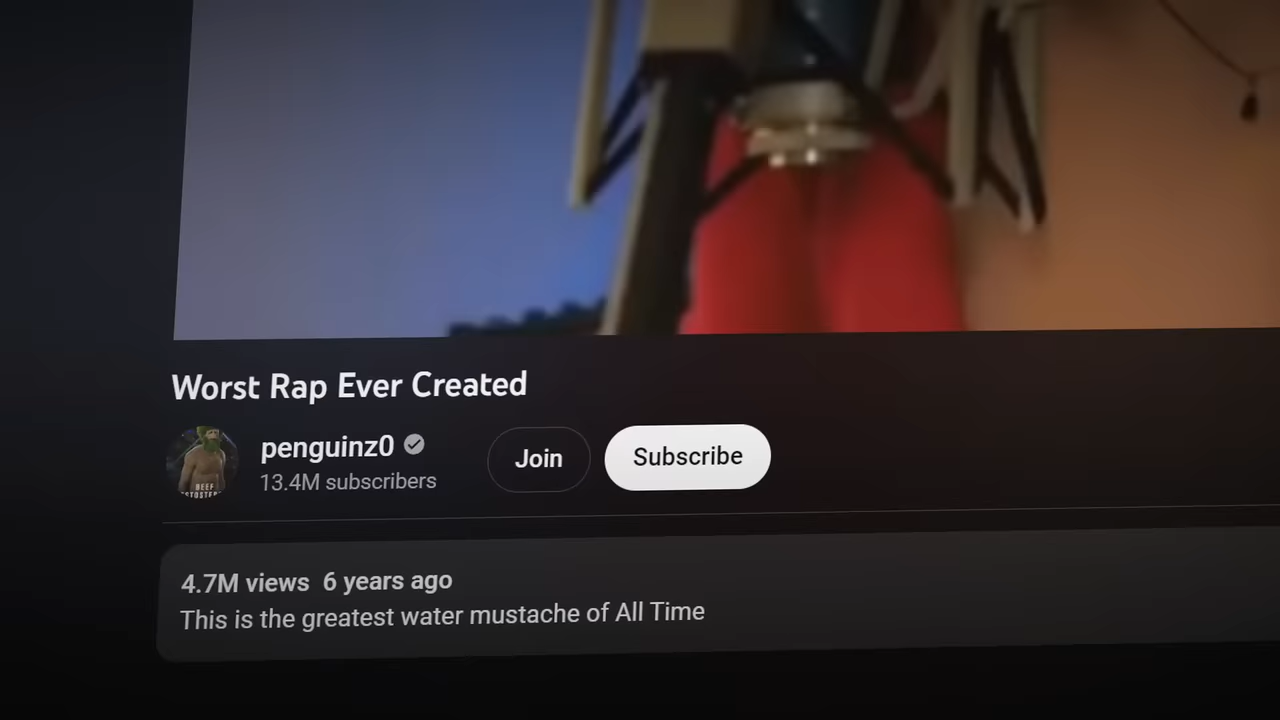 Worst Rap Ever Created
penguinz0
13.4M subscribers
Join
Subscribe
4.7M views 6 years ago
This is the greatest water mustache of All Time